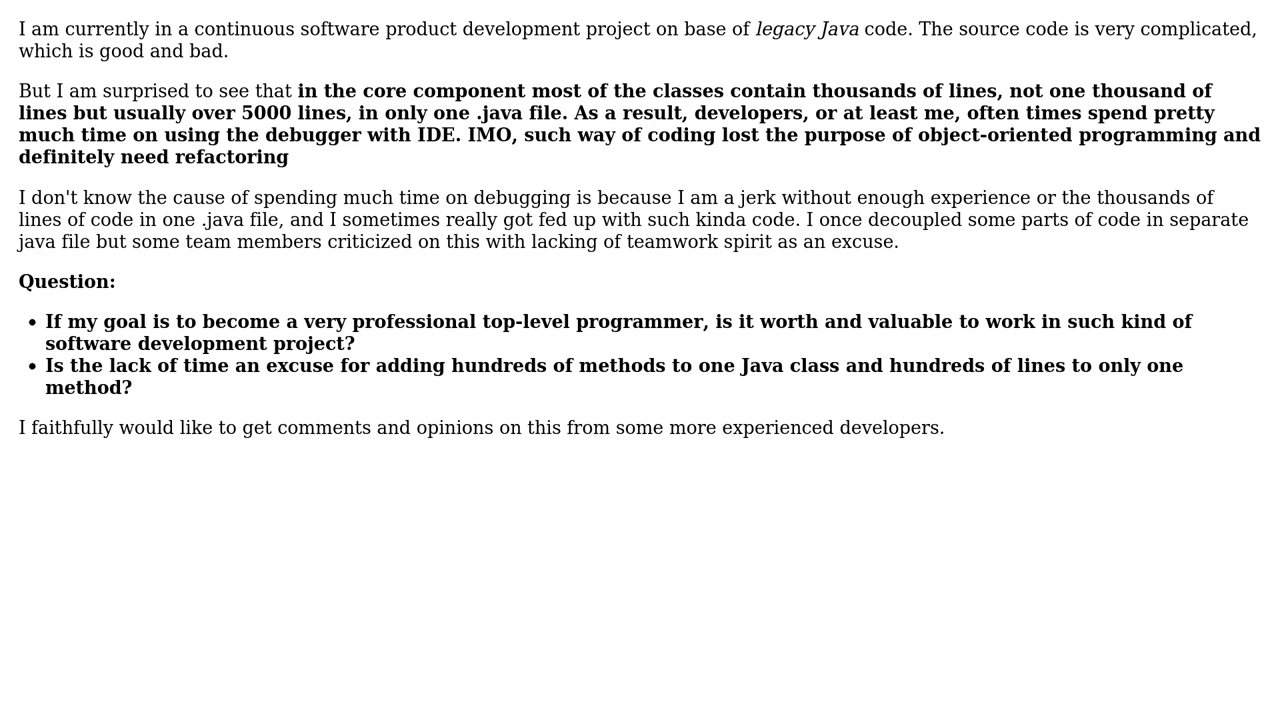 I am currently in a continuous software product development project on base of legacy Java code. The source code is very complicated,
which is good and bad.
But I am surprised to see that in the core component most of the classes contain thousands of lines, not one thousand of
lines but usually over 5000 lines, in only one .java file. As a result, developers, or at least me, often times spend pretty
much time on using the debugger with IDE. IMO, such way of coding lost the purpose of object-oriented programming and
definitely need refactoring
I don't know the cause of spending much time on debugging is because I am a jerk without enough experience or the thousands of
lines of code in one .java file, and I sometimes really got fed up with such kinda code. I once decoupled some parts of code in separate
java file but some team members criticized on this with lacking of teamwork spirit as an excuse.
Question:
• If my goal is to become a very professional top-level programmer, is it worth and valuable to work in such kind of
software development project?
• Is the lack of time an excuse for adding hundreds of methods to one Java class and hundreds of lines to only one
method?
I faithfully would like to get comments and opinions on this from some more experienced developers.